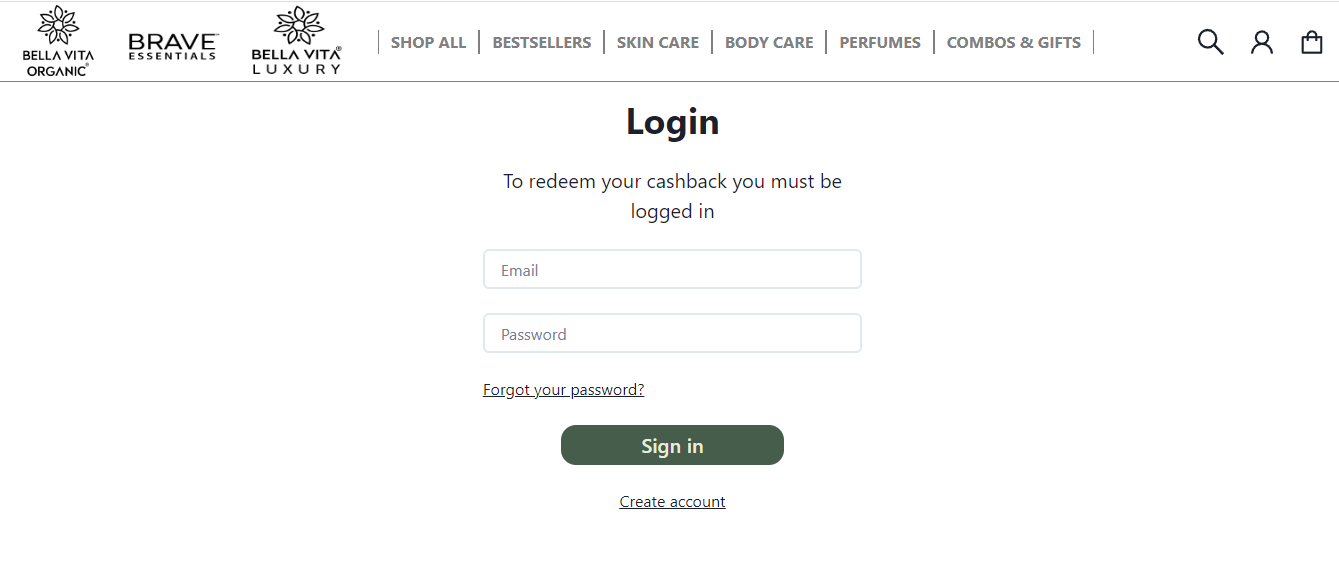 BELLA VITA
ORGANIC®
BRAVE™
ESSENTIALS
BELLA VITA®
LUXURY
SHOP ALL
BESTSELLERS
SKIN CARE
BODY CARE
PERFUMES
COMBOS & GIFTS
Login
To redeem your cashback you must be
logged in
Email
Password
Forgot your password?
Sign in
Create account